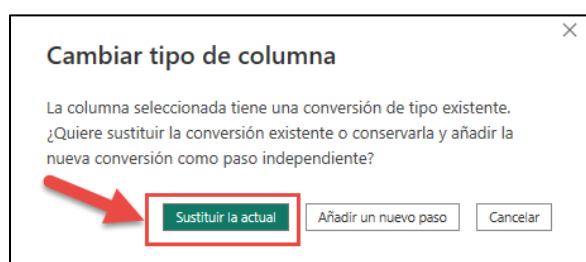 Cambiar tipo de columna
La columna seleccionada tiene una conversión de tipo existente.
¿Quiere sustituir la conversión existente o conservarla y añadir la
nueva conversión como paso independiente?
Sustituir la actual Añadir un nuevo paso Cancelar